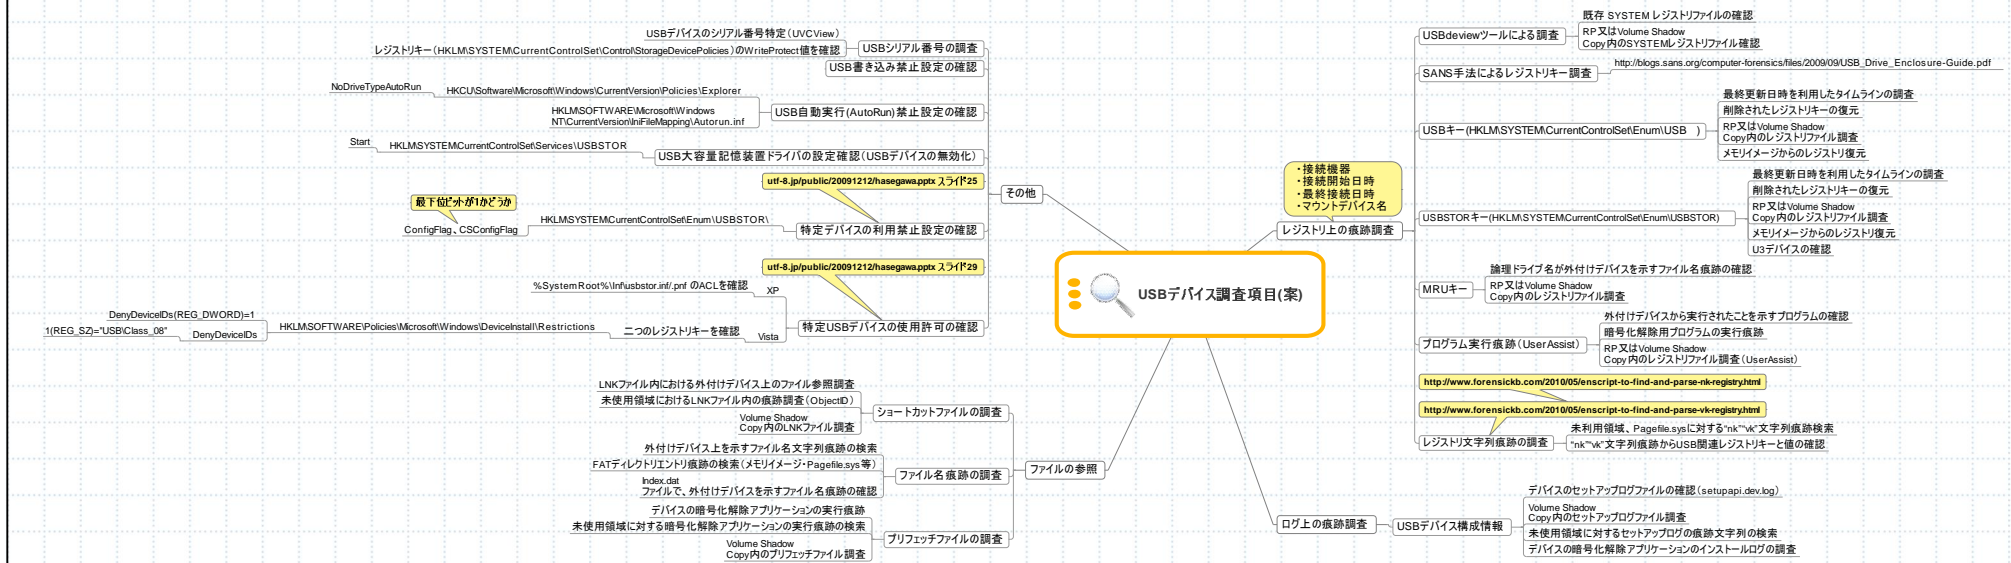 USBデバイス調査項目(案)
・接続機器
・接続開始日時
・最終接続日時
・マウントデバイス名
レジストリ上の痕跡調査
USBdeviewツールによる調査
既存 SYSTEM レジストリファイルの確認
RP又はVolume Shadow
Copy内のSYSTEMレジストリファイル確認
SANS手法によるレジストリキー調査
http://blogs.sans.org/computer-forensics/files/2009/09/USB_Drive_Enclosure-Guide.pdf
USBキー(HKLM\SYSTEM\CurrentControlSet\Enum\USB )
最終更新日時を利用したタイムラインの調査
削除されたレジストリキーの復元
RP又はVolume Shadow
Copy内のレジストリファイル調査
メモリイメージからのレジストリ復元
USBSTORキー(HKLM\SYSTEM\CurrentControlSet\Enum\USBSTOR)
最終更新日時を利用したタイムラインの調査
削除されたレジストリキーの復元
RP又はVolume Shadow
Copy内のレジストリファイル調査
メモリイメージからのレジストリ復元
U3デバイスの確認
MRUキー
論理ドライブ名が外付けデバイスを示すファイル名痕跡の確認
RP又はVolume Shadow
Copy内のレジストリファイル調査
プログラム実行痕跡(UserAssist)
外付けデバイスから実行されたことを示すプログラムの確認
暗号化解除用プログラムの実行痕跡
RP又はVolume Shadow
Copy内のレジストリファイル調査(UserAssist)
http://www.forensickb.com/2010/05/enscript-to-find-and-parse-nk-registry.html
http://www.forensickb.com/2010/05/enscript-to-find-and-parse-vk-registry.html
レジストリ文字列痕跡の調査
未利用領域、Pagefile.sysに対する"nk""vk"文字列痕跡検索
"nk""vk"文字列痕跡からUSB関連レジストリキーと値の確認
ログ上の痕跡調査
USBデバイス構成情報
デバイスのセットアップログファイルの確認(setupapi.dev.log)
Volume Shadow
Copy内のセットアップログファイル調査
未使用領域に対するセットアップログの痕跡文字列の検索
デバイスの暗号化解除アプリケーションのインストールログの調査
その他
USBシリアル番号の調査
USBデバイスのシリアル番号特定(UVCView)
レジストリキー(HKLM\SYSTEM\CurrentControlSet\Control\StorageDevicePolicies)のWriteProtect値を確認
USB書き込み禁止設定の確認
USB自動実行(AutoRun)禁止設定の確認
HKCU\Software\Microsoft\Windows\CurrentVersion\Policies\Explorer
NoDriveTypeAutoRun
HKLM\SOFTWARE\Microsoft\Windows
NT\CurrentVersion\IniFileMapping\Autorun.inf
USB大容量記憶装置ドライバの設定確認(USBデバイスの無効化)
HKLM\SYSTEM\CurrentControlSet\Services\USBSTOR
Start
utf-8.jp/public/20091212/hasegawa.pptx スライド25
特定デバイスの利用禁止設定の確認
HKLM\SYSTEM\CurrentControlSet\Enum\USBSTOR\
最下位ビットが1かどうか
ConfigFlag、CSConfigFlag
utf-8.jp/public/20091212/hasegawa.pptx スライド29
特定USBデバイスの使用許可の確認
XP
%SystemRoot%\Inf\usbstor.inf/.pnf のACLを確認
Vista
二つのレジストリキーを確認
HKLM\SOFTWARE\Policies\Microsoft\Windows\DeviceInstall\Restrictions
DenyDeviceIDs(REG_DWORD)=1
DenyDeviceIDs
1(REG_SZ)="USB\Class_08"
ファイルの参照
ショートカットファイルの調査
LNKファイル内における外付けデバイス上のファイル参照調査
未使用領域におけるLNKファイル内の痕跡調査(ObjectID)
Volume Shadow
Copy内のLNKファイル調査
ファイル名痕跡の調査
外付けデバイス上を示すファイル名文字列痕跡の検索
FATディレクトリエントリ痕跡の検索(メモリイメージ・Pagefile.sys等)
Index.dat
ファイルで、外付けデバイスを示すファイル名痕跡の確認
プリフェッチファイルの調査
デバイスの暗号化解除アプリケーションの実行痕跡
未使用領域に対する暗号化解除アプリケーションの実行痕跡の検索
Volume Shadow
Copy内のプリフェッチファイル調査